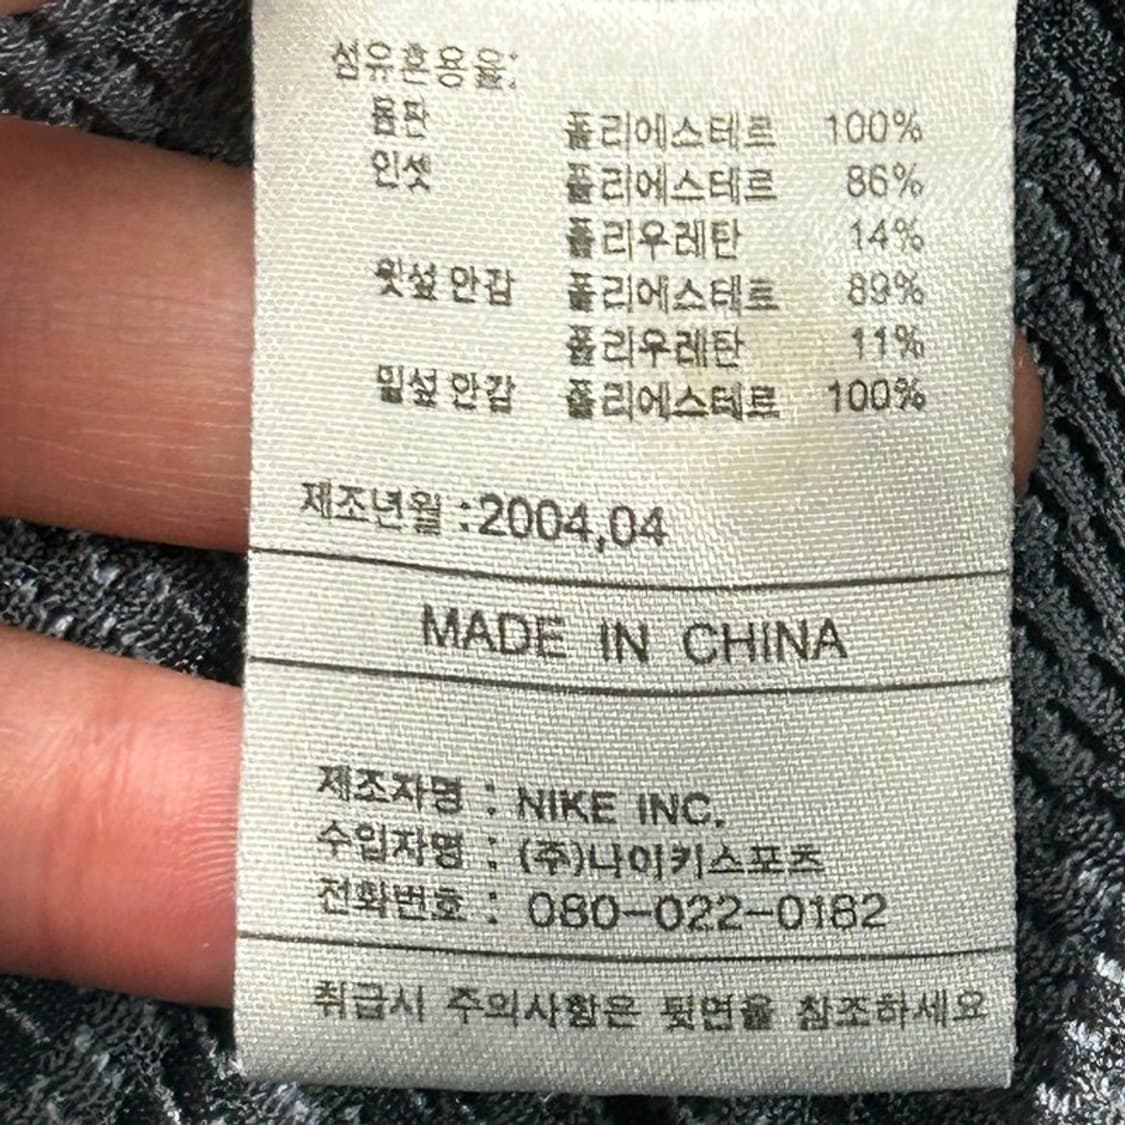 섬유혼용율:
몸판 폴리에스테르 100%
인셋 폴리에스테르 86%
폴리우레탄 14%
윗섶 안감 폴리에스테르 89%
폴리우레탄 11%
밑섶 안감 폴리에스테르 100%
제조년월 :2004,04
MADE IN CHINA
제조자명 : NIKE INC.
수입자명 : (주)나이키스포츠
전화번호 : 080-022-0182
취급시 주의사항은 뒷면을 참조하세요